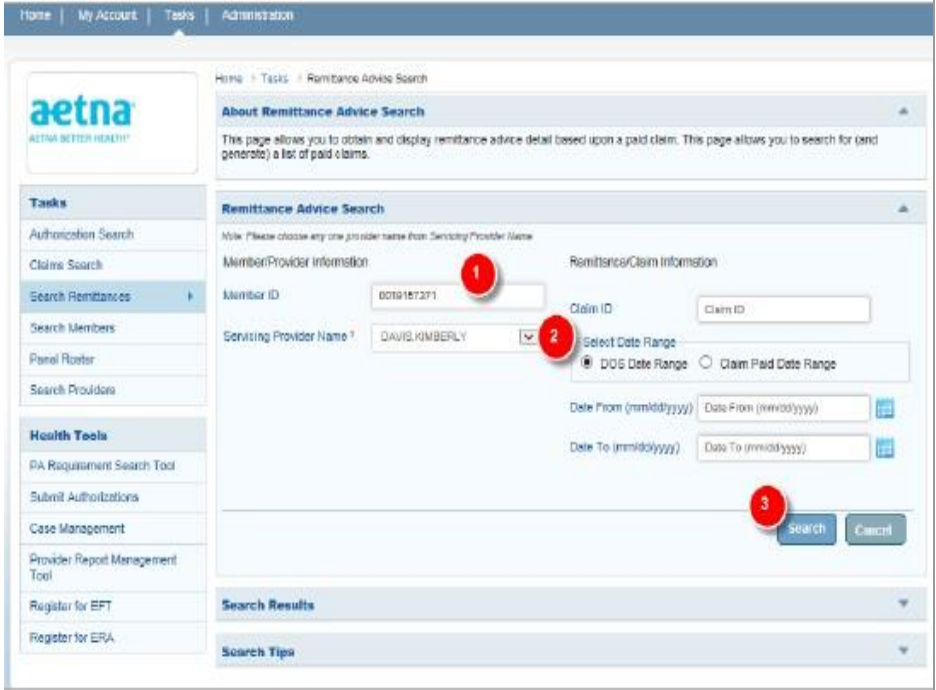 Home | My Account | Tasks | Administration
Home > Tasks > Remittance Advice Search
aetna
AETNA BETTER HEALTH®
About Remittance Advice Search
This page allows you to obtain and display remittance advice detail based upon a paid claim. This page allows you to search for (and
generate) a list of paid claims.
Tasks
Authorization Search
Claims Search
Search Remittances
Search Members
Panel Roster
Search Providers
Health Tools
PA Requirement Search Tool
Submit Authorizations
Case Management
Provider Report Management
Tool
Register for EFT
Register for ERA
Remittance Advice Search
Note: Please choose any one provider name from Servicing Provider Name
Member/Provider Information
1
Member ID
0019157371
Servicing Provider Name
DAVIS,KIMBERLY
2
Remittance/Claim Information
Claim ID
Claim ID
Select Date Range
DOS Date Range
Claim Paid Date Range
Date From (mm/dd/yyyy)
Date From (mm/dd/yyyy)
Date To (mm/dd/yyyy)
Date To (mm/dd/yyyy)
3
Search
Cancel
Search Results
Search Tips